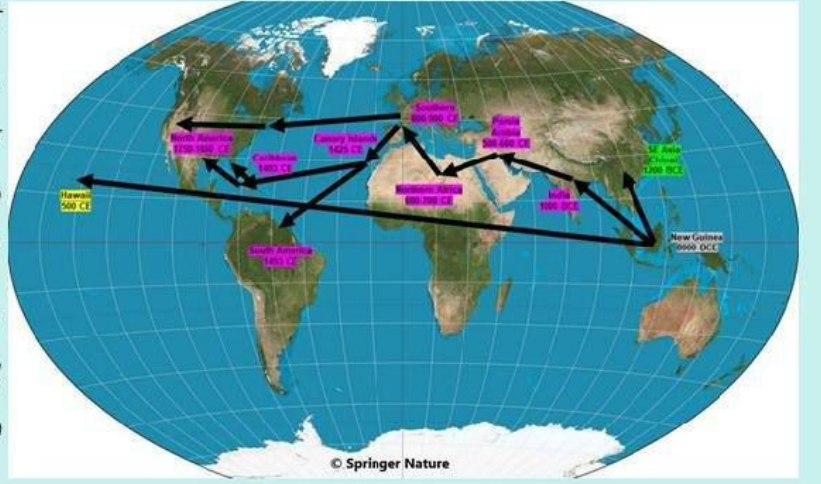 Southern
600-900 CE
Persia
Arabia
500-600 CE
North America
1750-1800 CE
Canary Islands
1425 CE
SE Asia
1200 BCE
Caribbean
1493 CE
Hawaii
500 CE
Northern Africa
600-700 CE
India
1000 BCE
New Guinea
South America
1493 CE
© Springer Nature